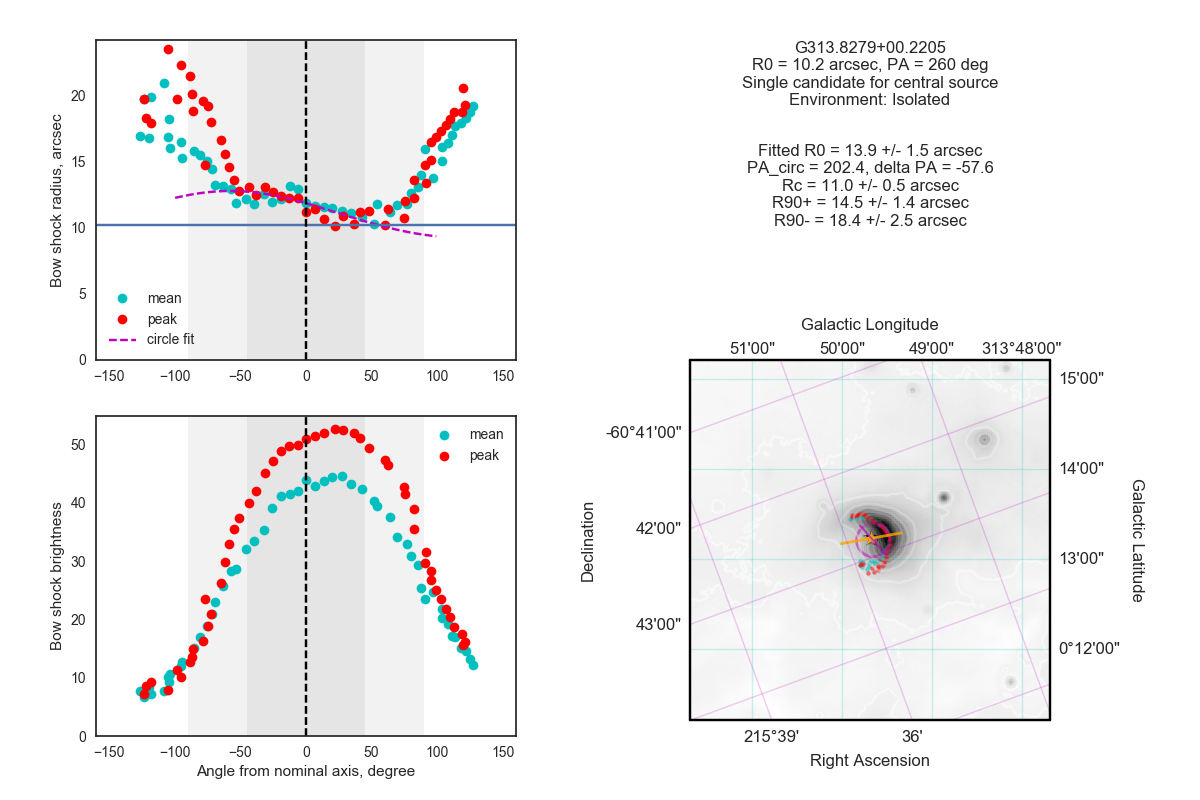 20
15
10
5
0
Bow shock radius, arcsec
mean
peak
circle fit
−150
−100
−50
0
50
100
150
50
40
30
20
10
0
Bow shock brightness
mean
peak
−150
−100
−50
0
50
100
150
Angle from nominal axis, degree
G313.8279+00.2205
R0 = 10.2 arcsec, PA = 260 deg
Single candidate for central source
Environment: Isolated
Fitted R0 = 13.9 +/- 1.5 arcsec
PA_circ = 202.4, delta PA = -57.6
Rc = 11.0 +/- 0.5 arcsec
R90+ = 14.5 +/- 1.4 arcsec
R90- = 18.4 +/- 2.5 arcsec
Galactic Longitude
51'00" 50'00" 49'00" 313°48'00"
15'00"
14'00"
13'00"
0°12'00"
Galactic Latitude
-60°41'00"
42'00"
43'00"
Declination
215°39' 36'
Right Ascension